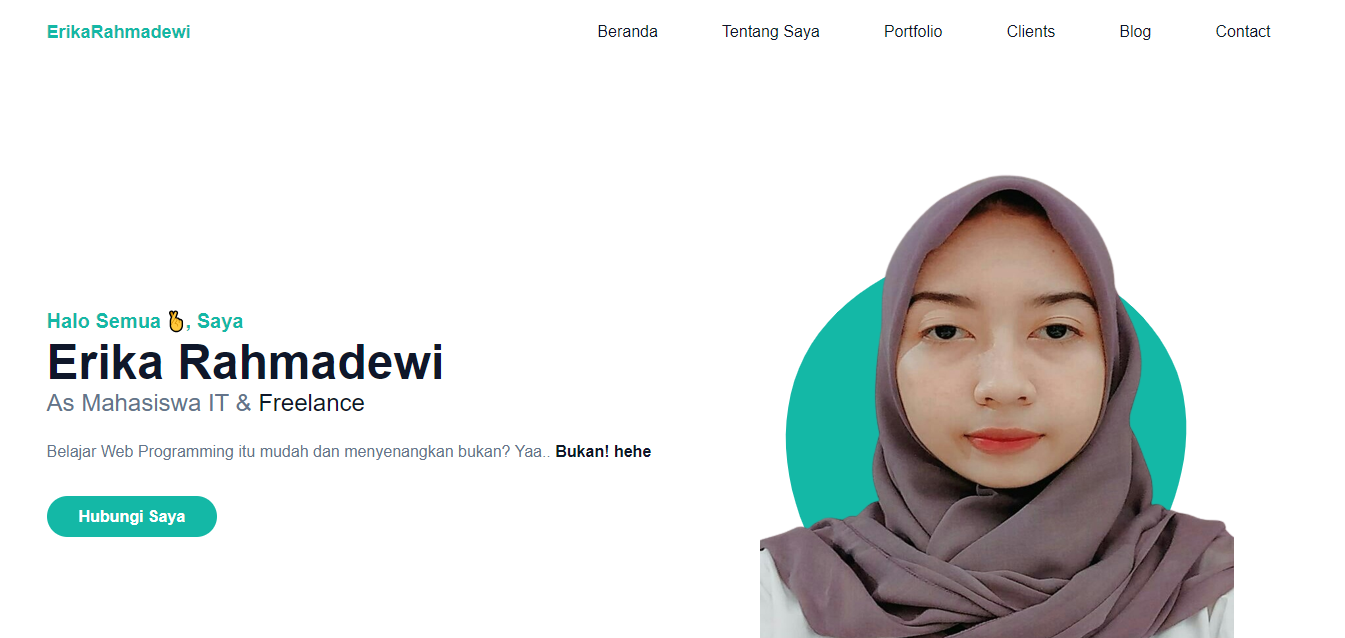 ErikaRahmadewi
Beranda Tentang Saya Portfolio Clients Blog Contact
Halo Semua 🫰, Saya
Erika Rahmadewi
As Mahasiswa IT & Freelance
Belajar Web Programming itu mudah dan menyenangkan bukan? Yaa.. Bukan! hehe
Hubungi Saya